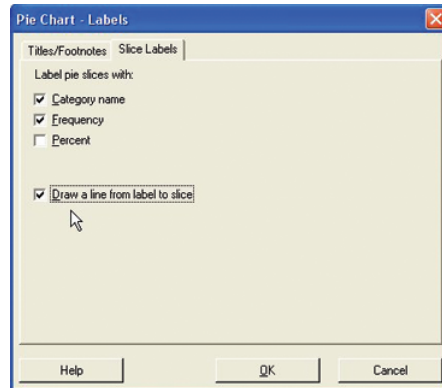 Pie Chart - Labels
Titles/Footnotes Slice Labels
Label pie slices with:
Category name
Frequency
Percent
Draw a line from label to slice
Help OK Cancel